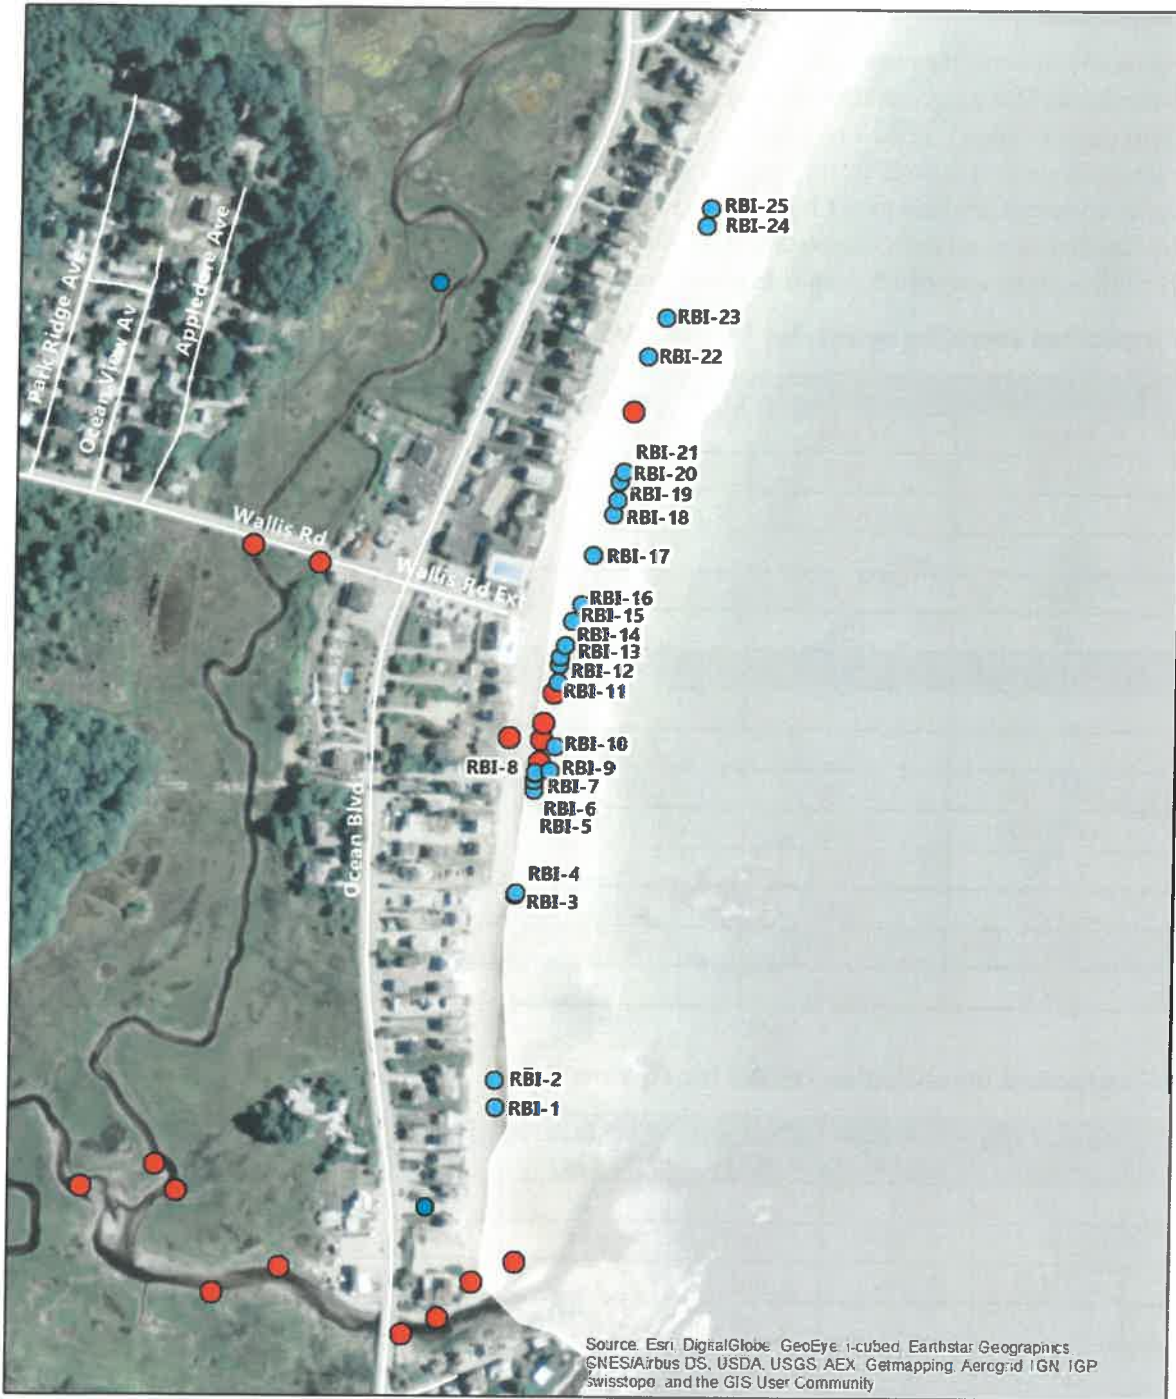 RBI-25
RBI-24
RBI-23
RBI-22
RBI-21
RBI-20
RBI-19
RBI-18
RBI-17
RBI-16
RBI-15
RBI-14
RBI-13
RBI-12
RBI-11
RBI-10
RBI-9
RBI-8
RBI-7
RBI-6
RBI-5
RBI-4
RBI-3
RBI-2
RBI-1
Park Ridge Ave
Ocean View Av
Appledore Ave
Wallis Rd
Wallis Rd Ext
Ocean Blvd
Source. Esri, DigitalGlobe, GeoEye, i-cubed, Earthstar Geographics,
CNES/Airbus DS, USDA, USGS, AEX, Getmapping, Aerogrid, IGN, IGP,
swisstopo, and the GIS User Community